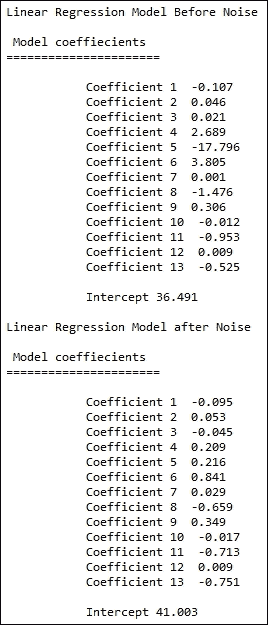 Linear Regression Model Before Noise
Model coeffiecients
======================
Coefficient 1 -0.107
Coefficient 2 0.046
Coefficient 3 0.021
Coefficient 4 2.689
Coefficient 5 -17.796
Coefficient 6 3.805
Coefficient 7 0.001
Coefficient 8 -1.476
Coefficient 9 0.306
Coefficient 10 -0.012
Coefficient 11 -0.953
Coefficient 12 0.009
Coefficient 13 -0.525
Intercept 36.491
Linear Regression Model after Noise
Model coeffiecients
======================
Coefficient 1 -0.095
Coefficient 2 0.053
Coefficient 3 -0.045
Coefficient 4 0.209
Coefficient 5 0.216
Coefficient 6 0.841
Coefficient 7 0.029
Coefficient 8 -0.659
Coefficient 9 0.349
Coefficient 10 -0.017
Coefficient 11 -0.713
Coefficient 12 0.009
Coefficient 13 -0.751
Intercept 41.003